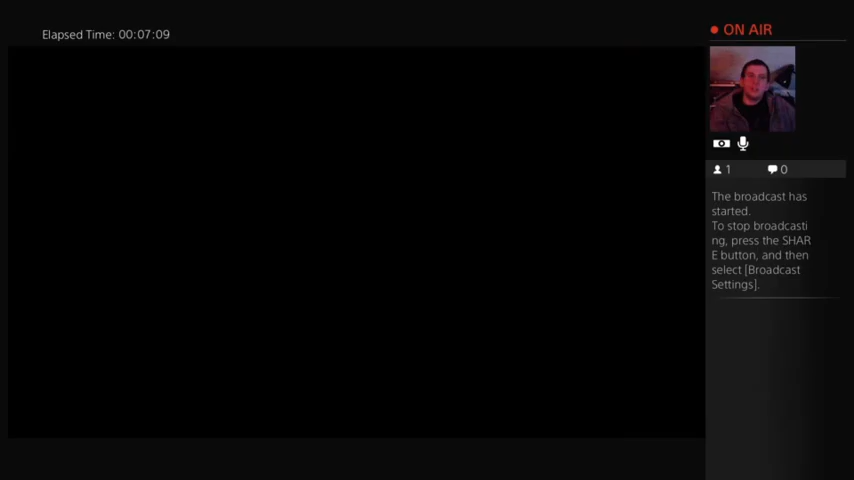 Elapsed Time: 00:07:09
ON AIR
1
0
The broadcast has
started.
To stop broadcasti
ng, press the SHAR
E button, and then
select [Broadcast
Settings].